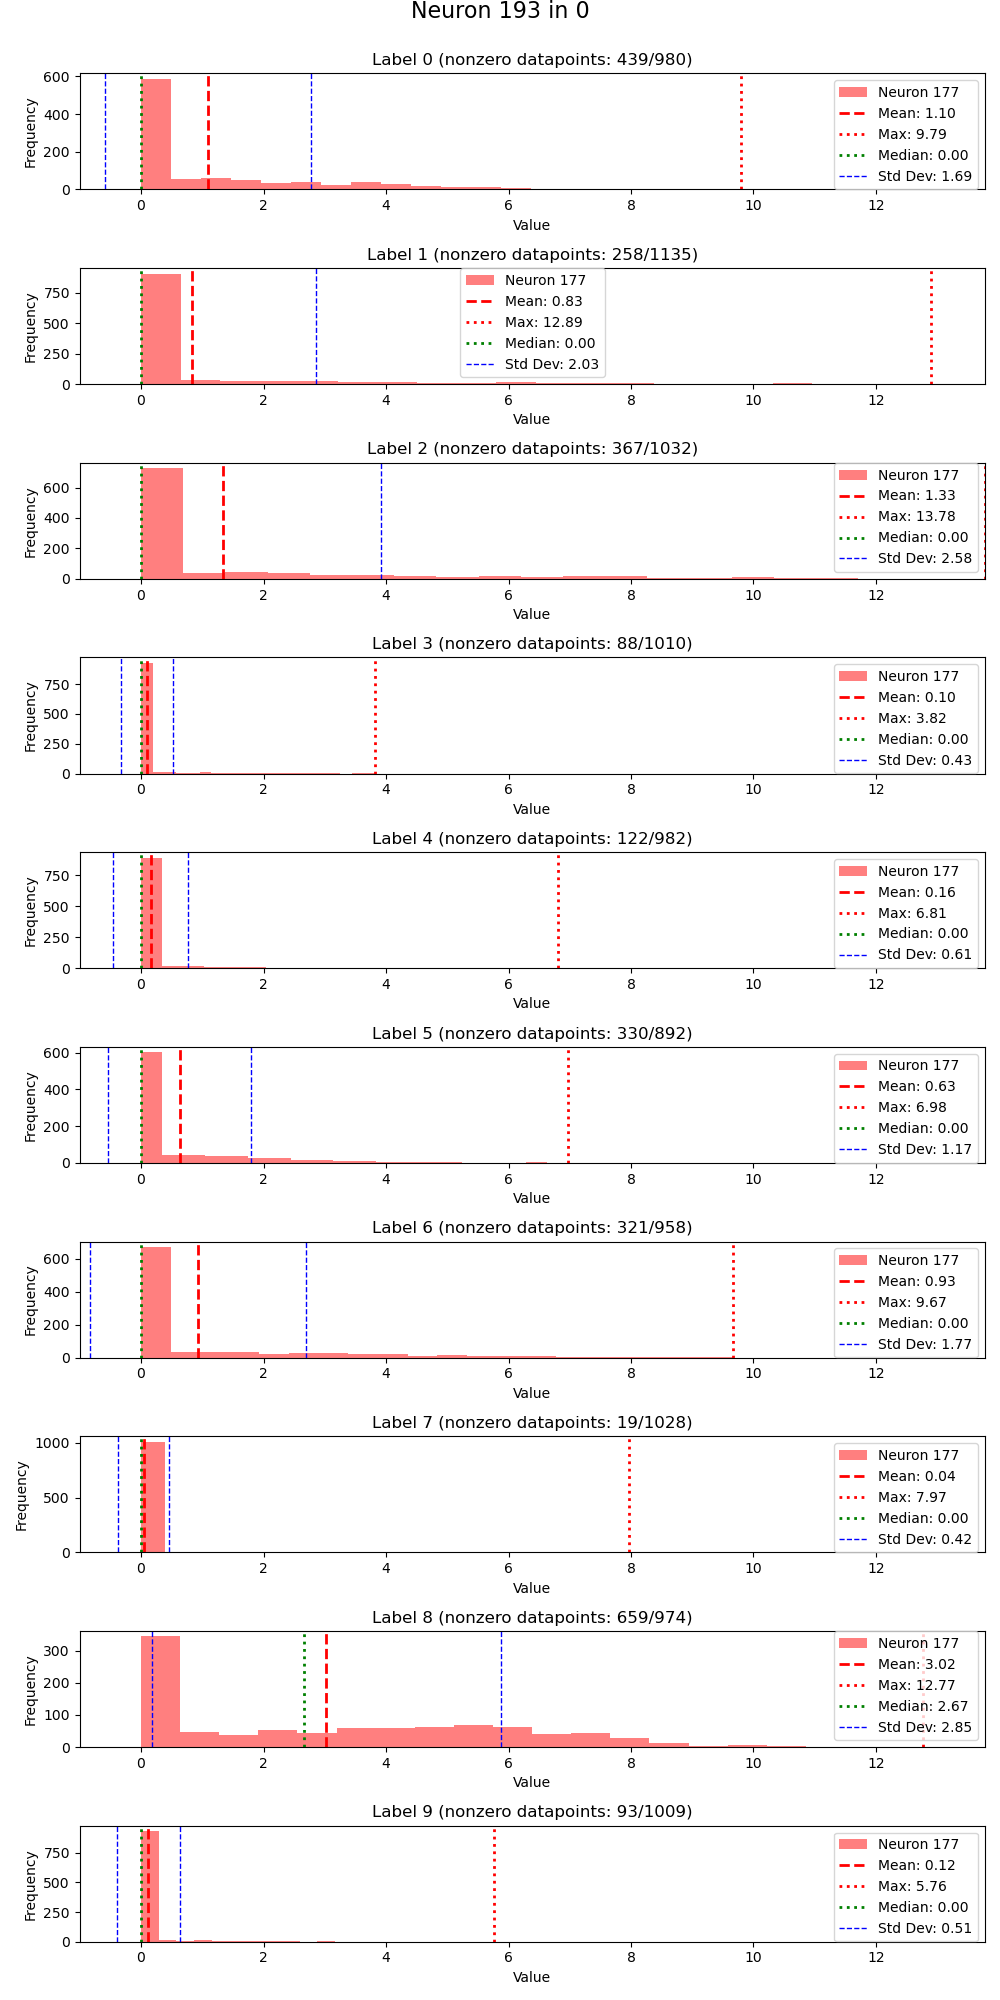 Neuron 193 in 0
Label 0 (nonzero datapoints: 439/980)
Frequency
600
400
200
0
Neuron 177
Mean: 1.10
Max: 9.79
Median: 0.00
Std Dev: 1.69
0 2 4 6 8 10 12
Value
Label 1 (nonzero datapoints: 258/1135)
Frequency
750
500
250
0
Neuron 177
Mean: 0.83
Max: 12.89
Median: 0.00
Std Dev: 2.03
0 2 4 6 8 10 12
Value
Label 2 (nonzero datapoints: 367/1032)
Frequency
600
400
200
0
Neuron 177
Mean: 1.33
Max: 13.78
Median: 0.00
Std Dev: 2.58
0 2 4 6 8 10 12
Value
Label 3 (nonzero datapoints: 88/1010)
Frequency
750
500
250
0
Neuron 177
Mean: 0.10
Max: 3.82
Median: 0.00
Std Dev: 0.43
0 2 4 6 8 10 12
Value
Label 4 (nonzero datapoints: 122/982)
Frequency
750
500
250
0
Neuron 177
Mean: 0.16
Max: 6.81
Median: 0.00
Std Dev: 0.61
0 2 4 6 8 10 12
Value
Label 5 (nonzero datapoints: 330/892)
Frequency
600
400
200
0
Neuron 177
Mean: 0.63
Max: 6.98
Median: 0.00
Std Dev: 1.17
0 2 4 6 8 10 12
Value
Label 6 (nonzero datapoints: 321/958)
Frequency
600
400
200
0
Neuron 177
Mean: 0.93
Max: 9.67
Median: 0.00
Std Dev: 1.77
0 2 4 6 8 10 12
Value
Label 7 (nonzero datapoints: 19/1028)
Frequency
1000
500
0
Neuron 177
Mean: 0.04
Max: 7.97
Median: 0.00
Std Dev: 0.42
0 2 4 6 8 10 12
Value
Label 8 (nonzero datapoints: 659/974)
Frequency
300
200
100
0
Neuron 177
Mean: 3.02
Max: 12.77
Median: 2.67
Std Dev: 2.85
0 2 4 6 8 10 12
Value
Label 9 (nonzero datapoints: 93/1009)
Frequency
750
500
250
0
Neuron 177
Mean: 0.12
Max: 5.76
Median: 0.00
Std Dev: 0.51
0 2 4 6 8 10 12
Value